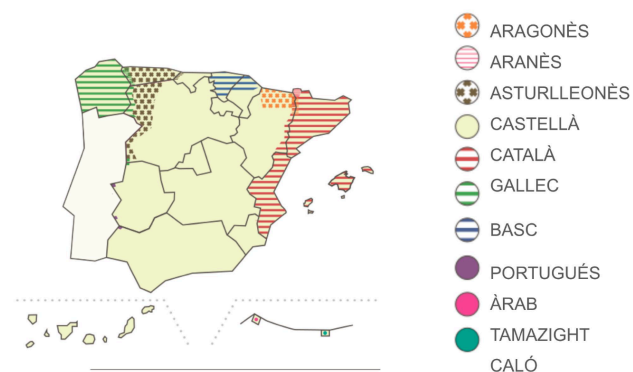 ARAGONÈS
ARANÈS
ASTURLLEONÈS
CASTELLÀ
CATALÀ
GALLEC
BASC
PORTUGUÉS
ÀRAB
TAMAZIGHT
CALÓ